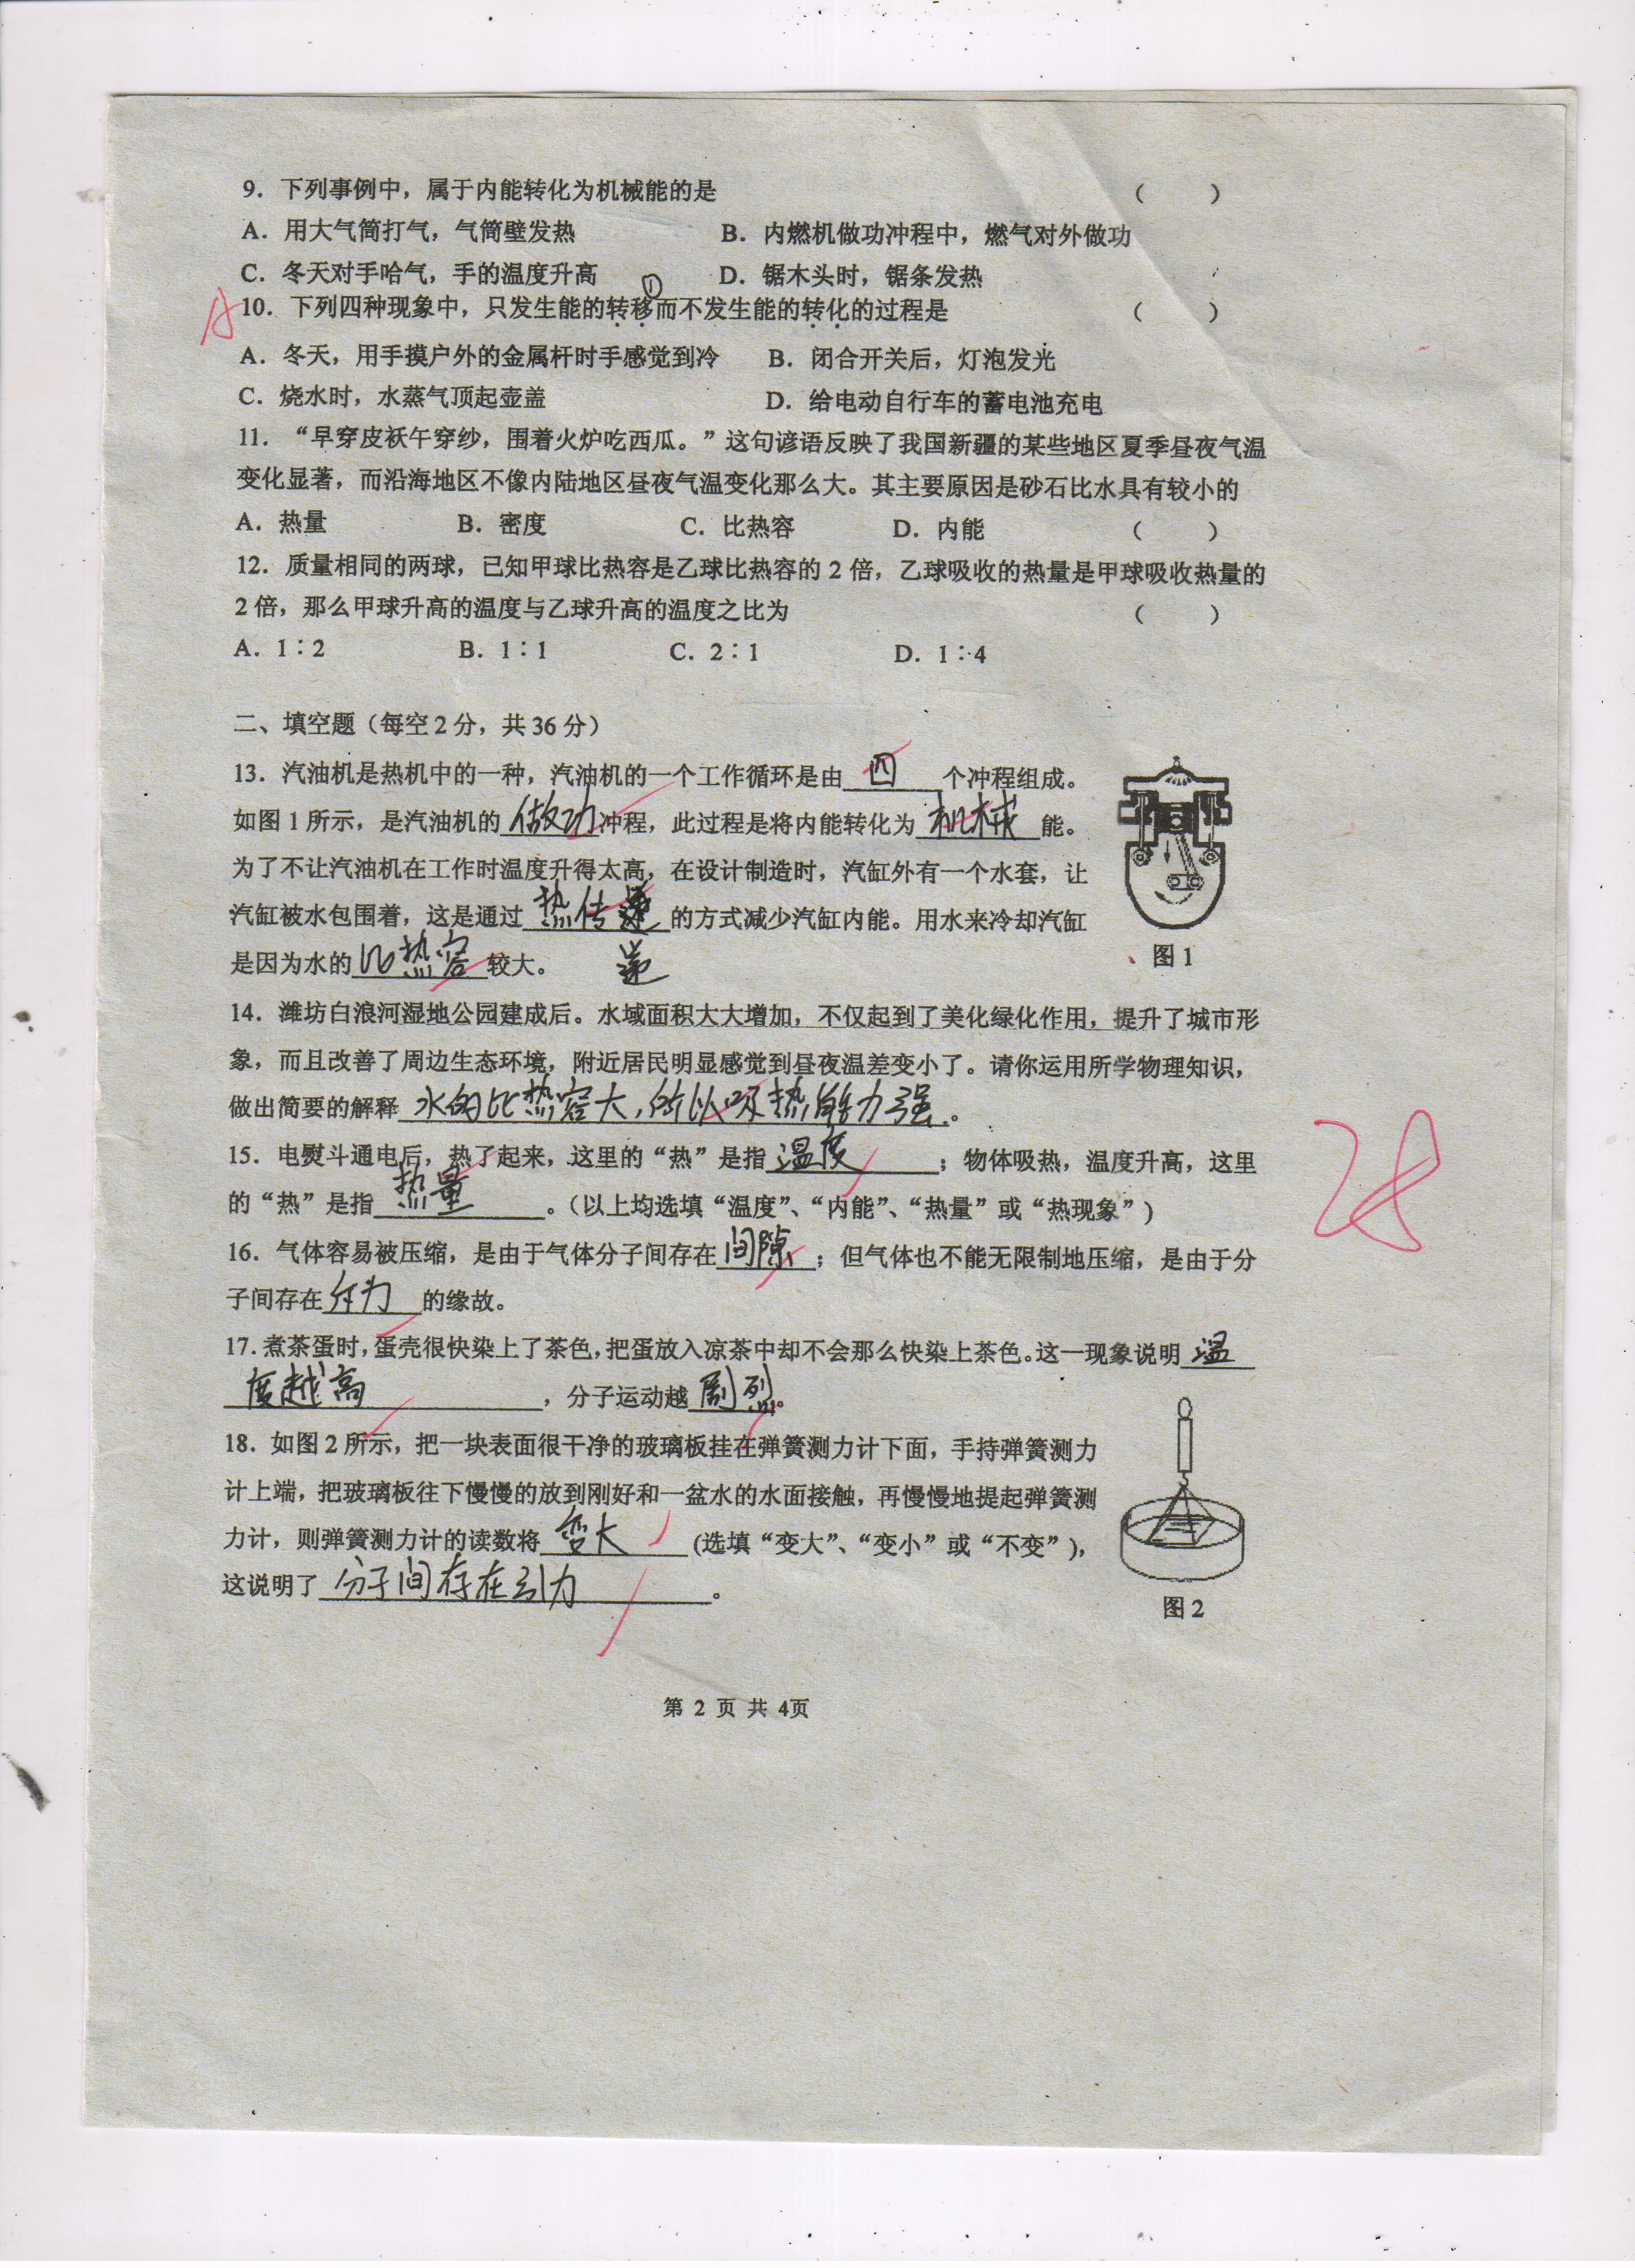 9．下列事例中，属于内能转化为机械能的是 （ ）
A．用大气筒打气，气筒壁发热 B．内燃机做功冲程中，燃气对外做功
C．冬天对手哈气，手的温度升高 D．锯木头时，锯条发热
①
A 10．下列四种现象中，只发生能的转移而不发生能的转化的过程是 （ ）
A．冬天，用手摸户外的金属杆时手感觉到冷 B．闭合开关后，灯泡发光
C．烧水时，水蒸气顶起壶盖 D．给电动自行车的蓄电池充电
11．“早穿皮袄午穿纱，围着火炉吃西瓜。”这句谚语反映了我国新疆的某些地区夏季昼夜气温
变化显著，而沿海地区不像内陆地区昼夜气温变化那么大。其主要原因是砂石比水具有较小的
A．热量 B．密度 C．比热容 D．内能 （ ）
12．质量相同的两球，已知甲球比热容是乙球比热容的 2 倍，乙球吸收的热量是甲球吸收热量的
2 倍，那么甲球升高的温度与乙球升高的温度之比为 （ ）
A．1∶2 B．1∶1 C．2∶1 D．1∶4
二、填空题（每空 2 分，共 36 分）
13．汽油机是热机中的一种，汽油机的一个工作循环是由 四 个冲程组成。
如图 1 所示，是汽油机的 做功 冲程，此过程是将内能转化为 机械 能。
为了不让汽油机在工作时温度升得太高，在设计制造时，汽缸外有一个水套，让
汽缸被水包围着，这是通过 热传递 的方式减少汽缸内能。用水来冷却汽缸
是因为水的 比热容 较大。 递
图 1
14．潍坊白浪河湿地公园建成后。水域面积大大增加，不仅起到了美化绿化作用，提升了城市形
象，而且改善了周边生态环境，附近居民明显感觉到昼夜温差变小了。请你运用所学物理知识，
做出简要的解释 水的比热容大，所以吸热能力强 。
15．电熨斗通电后，热了起来，这里的“热”是指 温度 ；物体吸热，温度升高，这里
的“热”是指 热量 。（以上均选填“温度”、“内能”、“热量”或“热现象”）
28
16．气体容易被压缩，是由于气体分子间存在 间隙 ；但气体也不能无限制地压缩，是由于分
子间存在 斥力 的缘故。
17．煮茶蛋时，蛋壳很快染上了茶色，把蛋放入凉茶中却不会那么快染上茶色。这一现象说明 温
度越高 ，分子运动越 剧烈。
18．如图 2 所示，把一块表面很干净的玻璃板挂在弹簧测力计下面，手持弹簧测力
计上端，把玻璃板往下慢慢的放到刚好和一盆水的水面接触，再慢慢地提起弹簧测
力计，则弹簧测力计的读数将 变大 （选填“变大”、“变小”或“不变”），
这说明了 分子间存在引力 。
图 2
第 2 页 共 4页